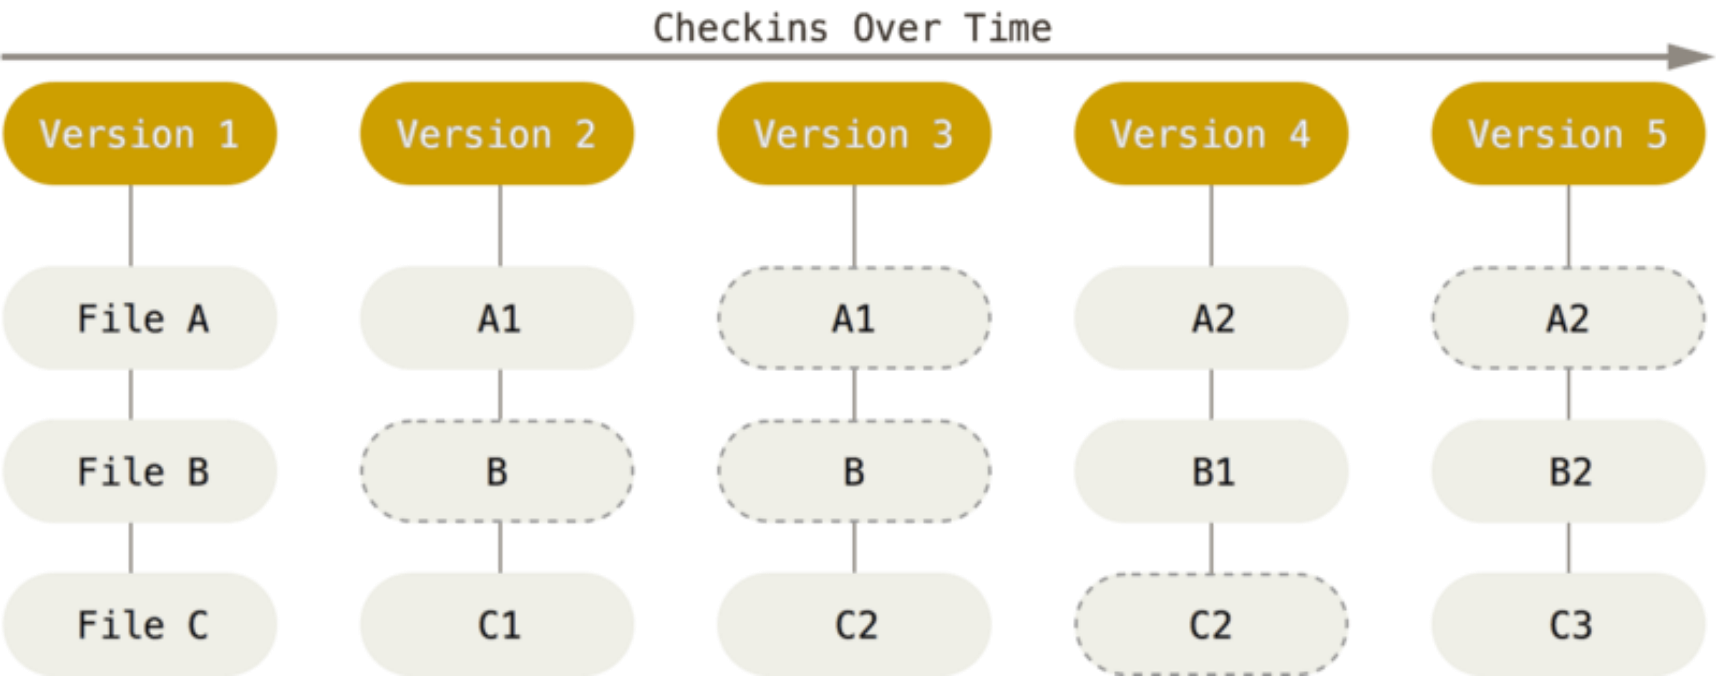 Checkins Over Time
Version 1 Version 2 Version 3 Version 4 Version 5
File A A1 A1 A2 A2
File B B B B1 B2
File C C1 C2 C2 C3